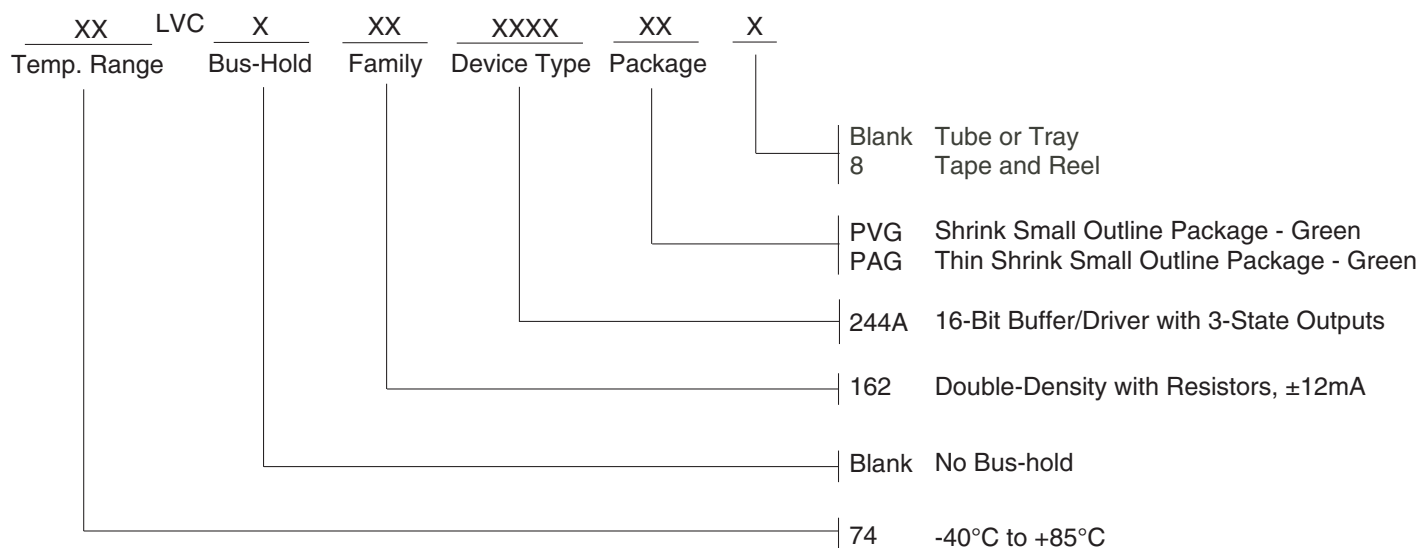 XX LVC X XX XXXX XX X
Temp. Range Bus-Hold Family Device Type Package
Blank Tube or Tray
8 Tape and Reel
PVG Shrink Small Outline Package - Green
PAG Thin Shrink Small Outline Package - Green
244A 16-Bit Buffer/Driver with 3-State Outputs
162 Double-Density with Resistors, ±12mA
Blank No Bus-hold
74 -40°C to +85°C